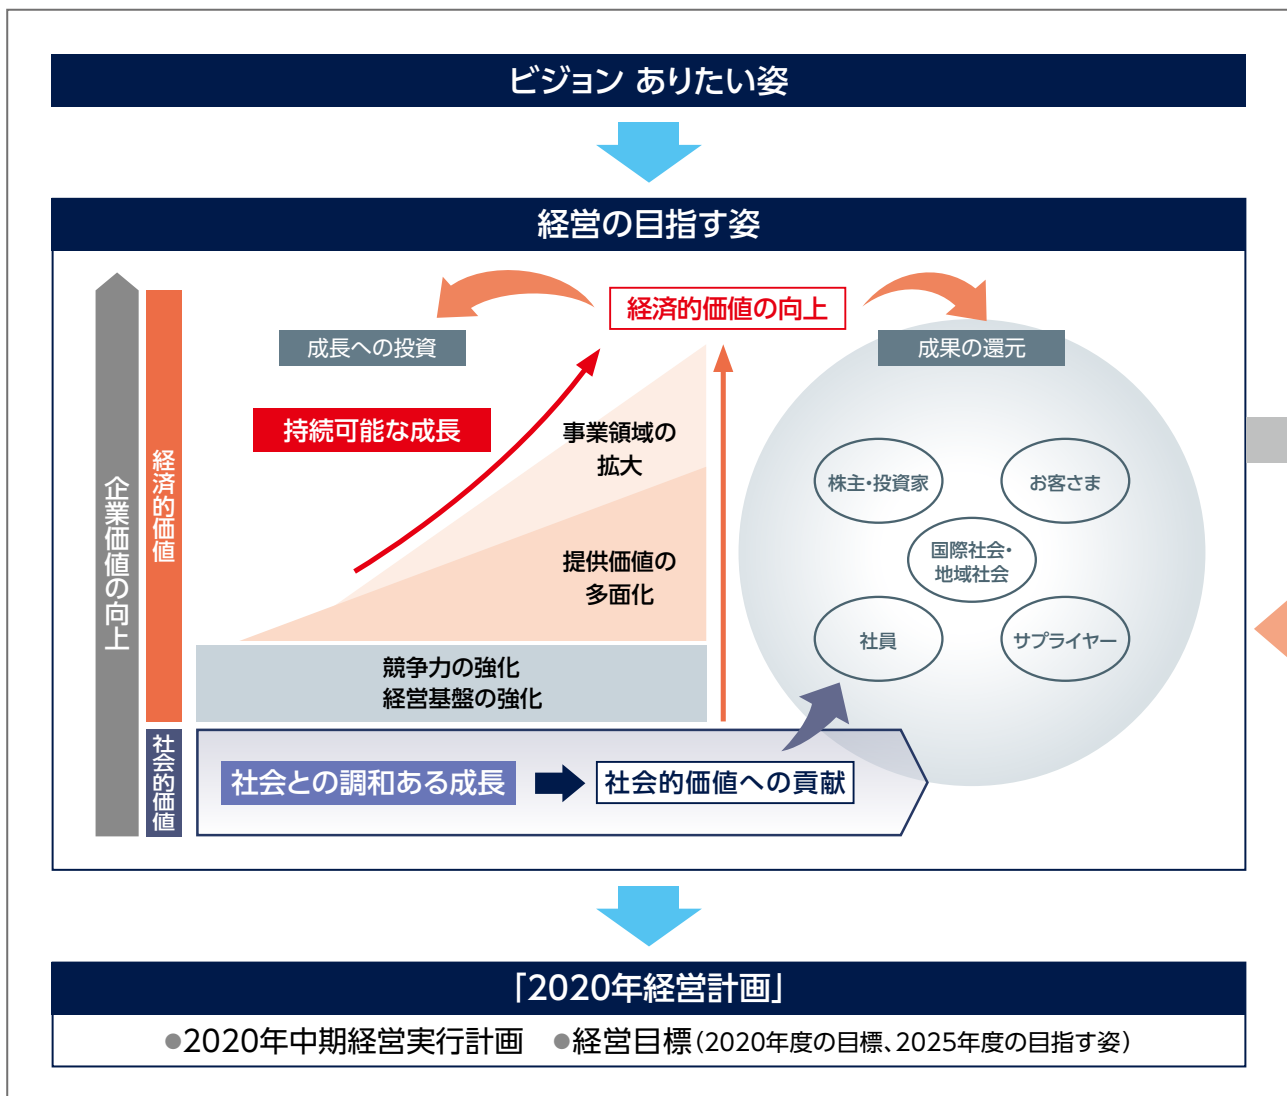 ビジョン ありたい姿
経営の目指す姿
企業価値の向上
経済的価値
社会的価値
経済的価値の向上
成長への投資
成果の還元
持続可能な成長
事業領域の
拡大
提供価値の
多面化
競争力の強化
経営基盤の強化
株主・投資家
お客さま
国際社会・
地域社会
社員
サプライヤー
社会との調和ある成長
社会的価値への貢献
「2020年経営計画」
●2020年中期経営実行計画 ●経営目標(2020年度の目標、2025年度の目指す姿)